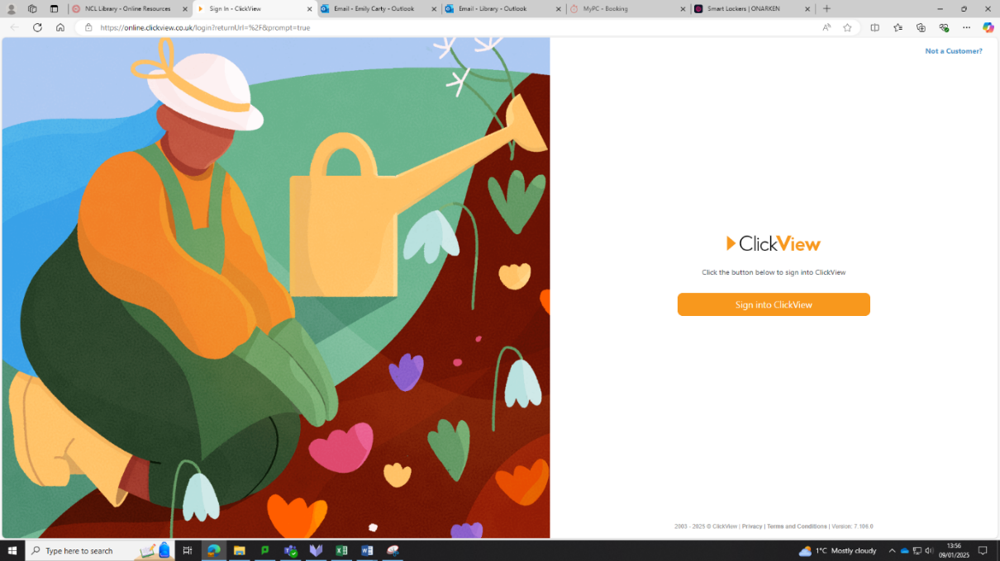 NCL Library - Online Resources
Sign In - ClickView
Email - Emily Carty - Outlook
Email - Library - Outlook
MyPC - Booking
Smart Lockers | ONARKEN
https://online.clickview.co.uk/login?returnUrl=%2F&prompt=true
Not a Customer?
ClickView
Click the button below to sign into ClickView
Sign into ClickView
2003 - 2025 © ClickView | Privacy | Terms and Conditions | Version: 7.106.0
Type here to search
1°C Mostly cloudy
13:56
09/01/2025